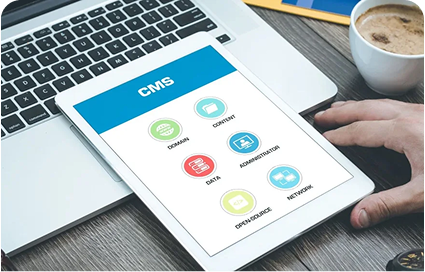 CMS
DOMAIN
CONTENT
DATA
ADMINISTRATOR
OPEN-SOURCE
NETWORK